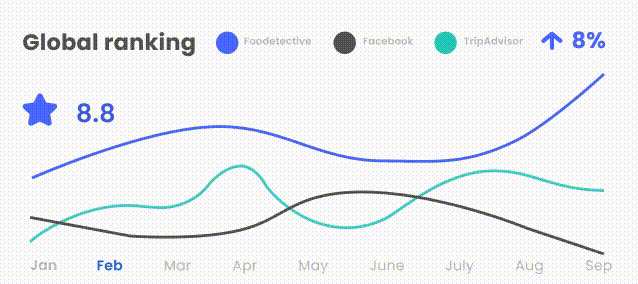 Global ranking Foodetective Facebook TripAdvisor 8%
8.8
Jan Feb Mar Apr May June July Aug Sep